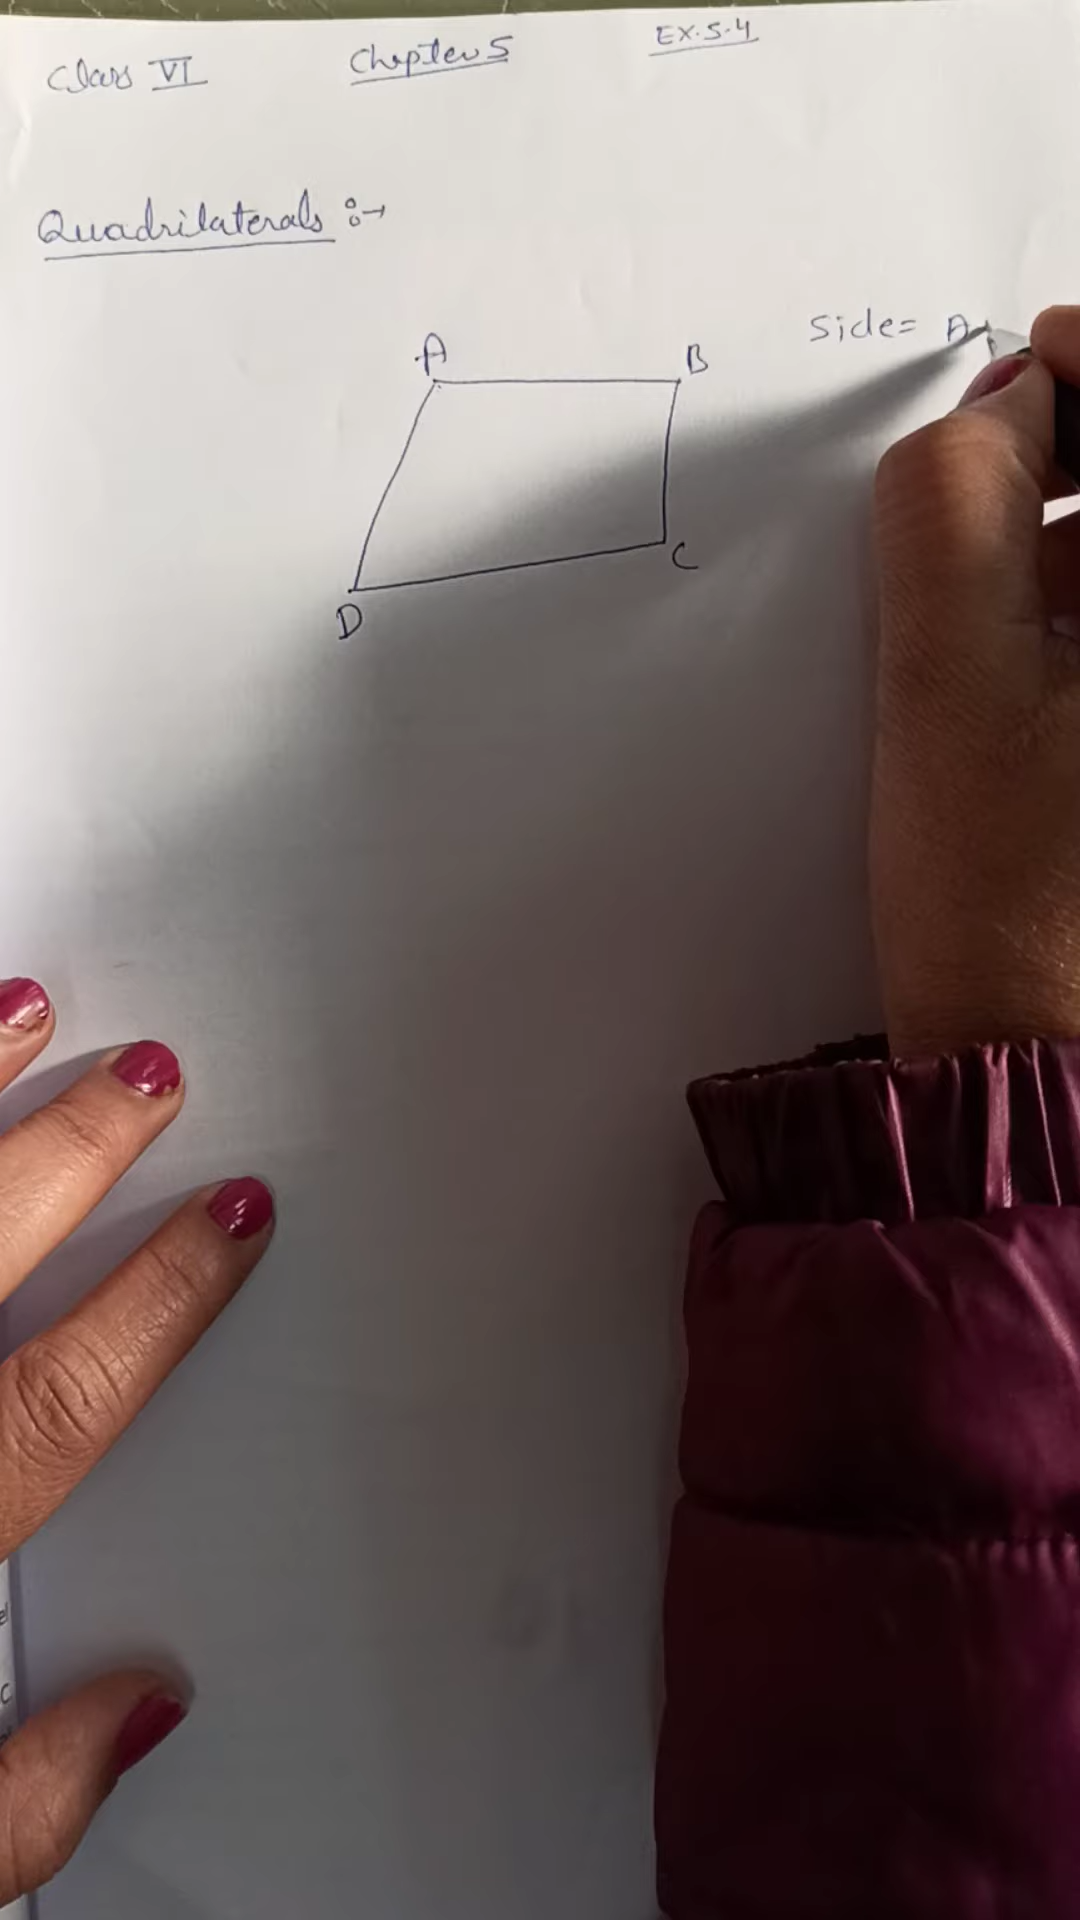 Class VI Chapter 5 EX.5.4
Quadrilaterals :→
Side= A
A B
C
D